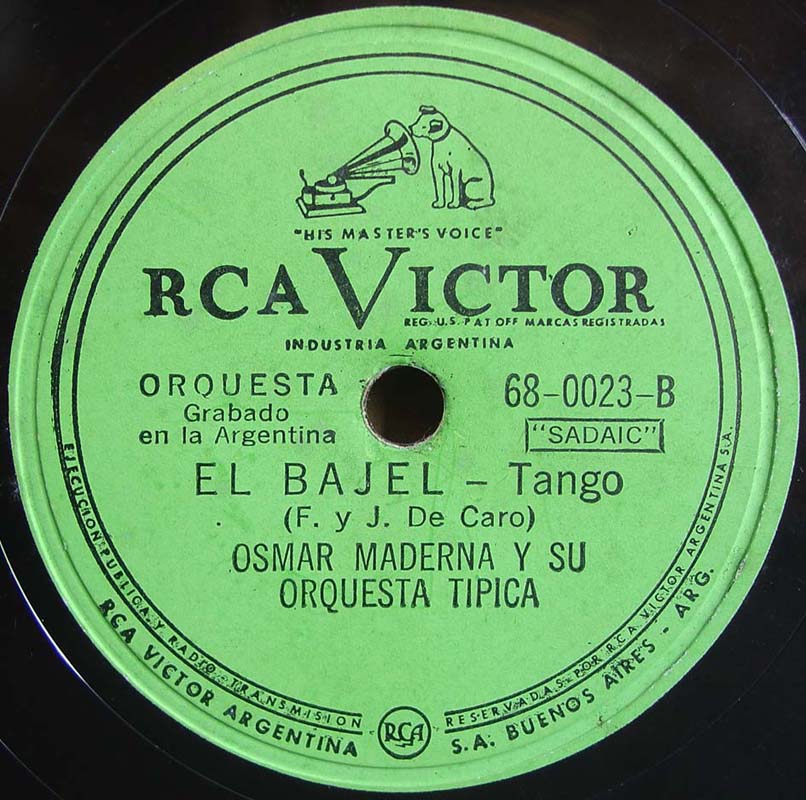 "HIS MASTER'S VOICE"
RCA VICTOR
REG. U.S. PAT OFF MARCAS REGISTRADAS
INDUSTRIA ARGENTINA
ORQUESTA
Grabado
en la Argentina
68-0023-B
"SADAIC"
EL BAJEL - Tango
(F. y J. De Caro)
OSMAR MADERNA Y SU
ORQUESTA TIPICA
EJECUCION PUBLICA Y RADIO TRANSMISION RESERVADAS POR RCA VICTOR ARGENTINA S.A.
RCA VICTOR ARGENTINA S.A. BUENOS AIRES - ARG.
RCA